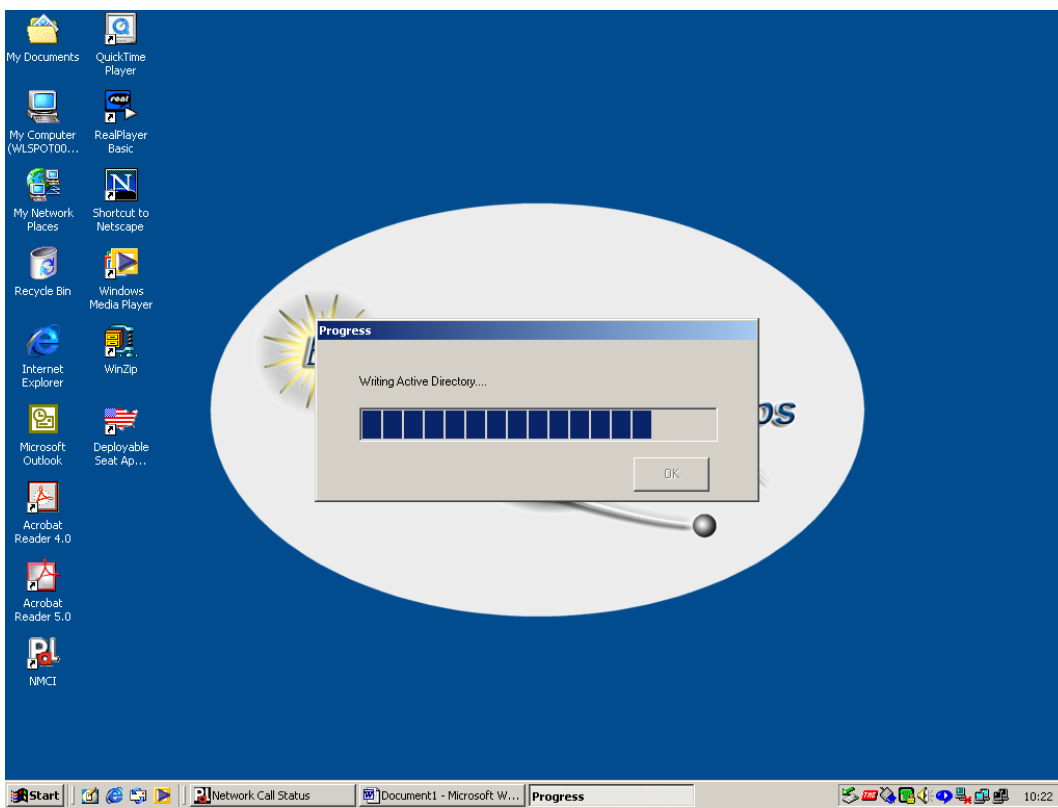 My Documents
QuickTime
Player
My Computer
(WLSPOT00...
RealPlayer
Basic
My Network
Places
Shortcut to
Netscape
Recycle Bin
Windows
Media Player
Internet
Explorer
WinZip
Microsoft
Outlook
Deployable
Seat Ap...
Acrobat
Reader 4.0
Acrobat
Reader 5.0
NMCI
Progress
Writing Active Directory....
OK
Start
Network Call Status
Document1 - Microsoft W...
Progress
10:22